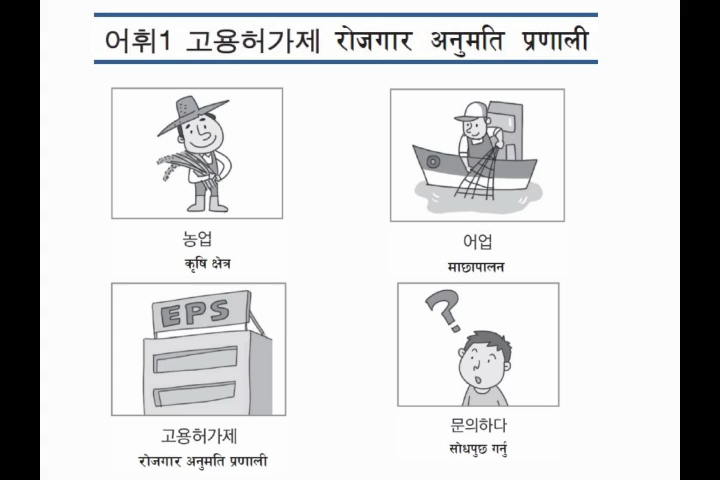 어휘1 고용허가제 रोजगार अनुमति प्रणाली
농업
कृषि क्षेत्र
어업
माछापालन
EPS
고용허가제
रोजगार अनुमति प्रणाली
?
문의하다
सोधपुछ गर्नु